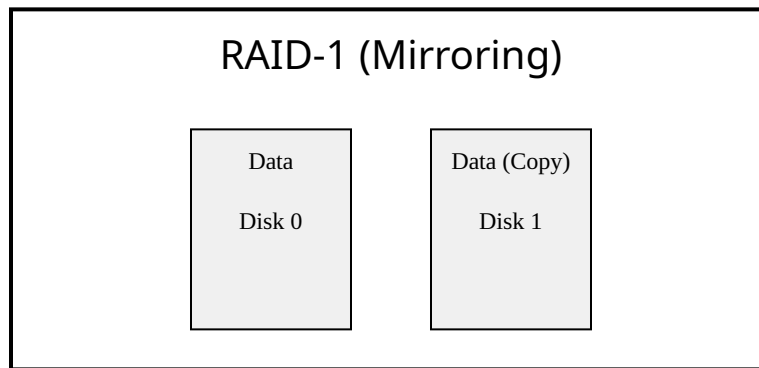 RAID-1 (Mirroring)
Data
Disk 0
Data (Copy)
Disk 1